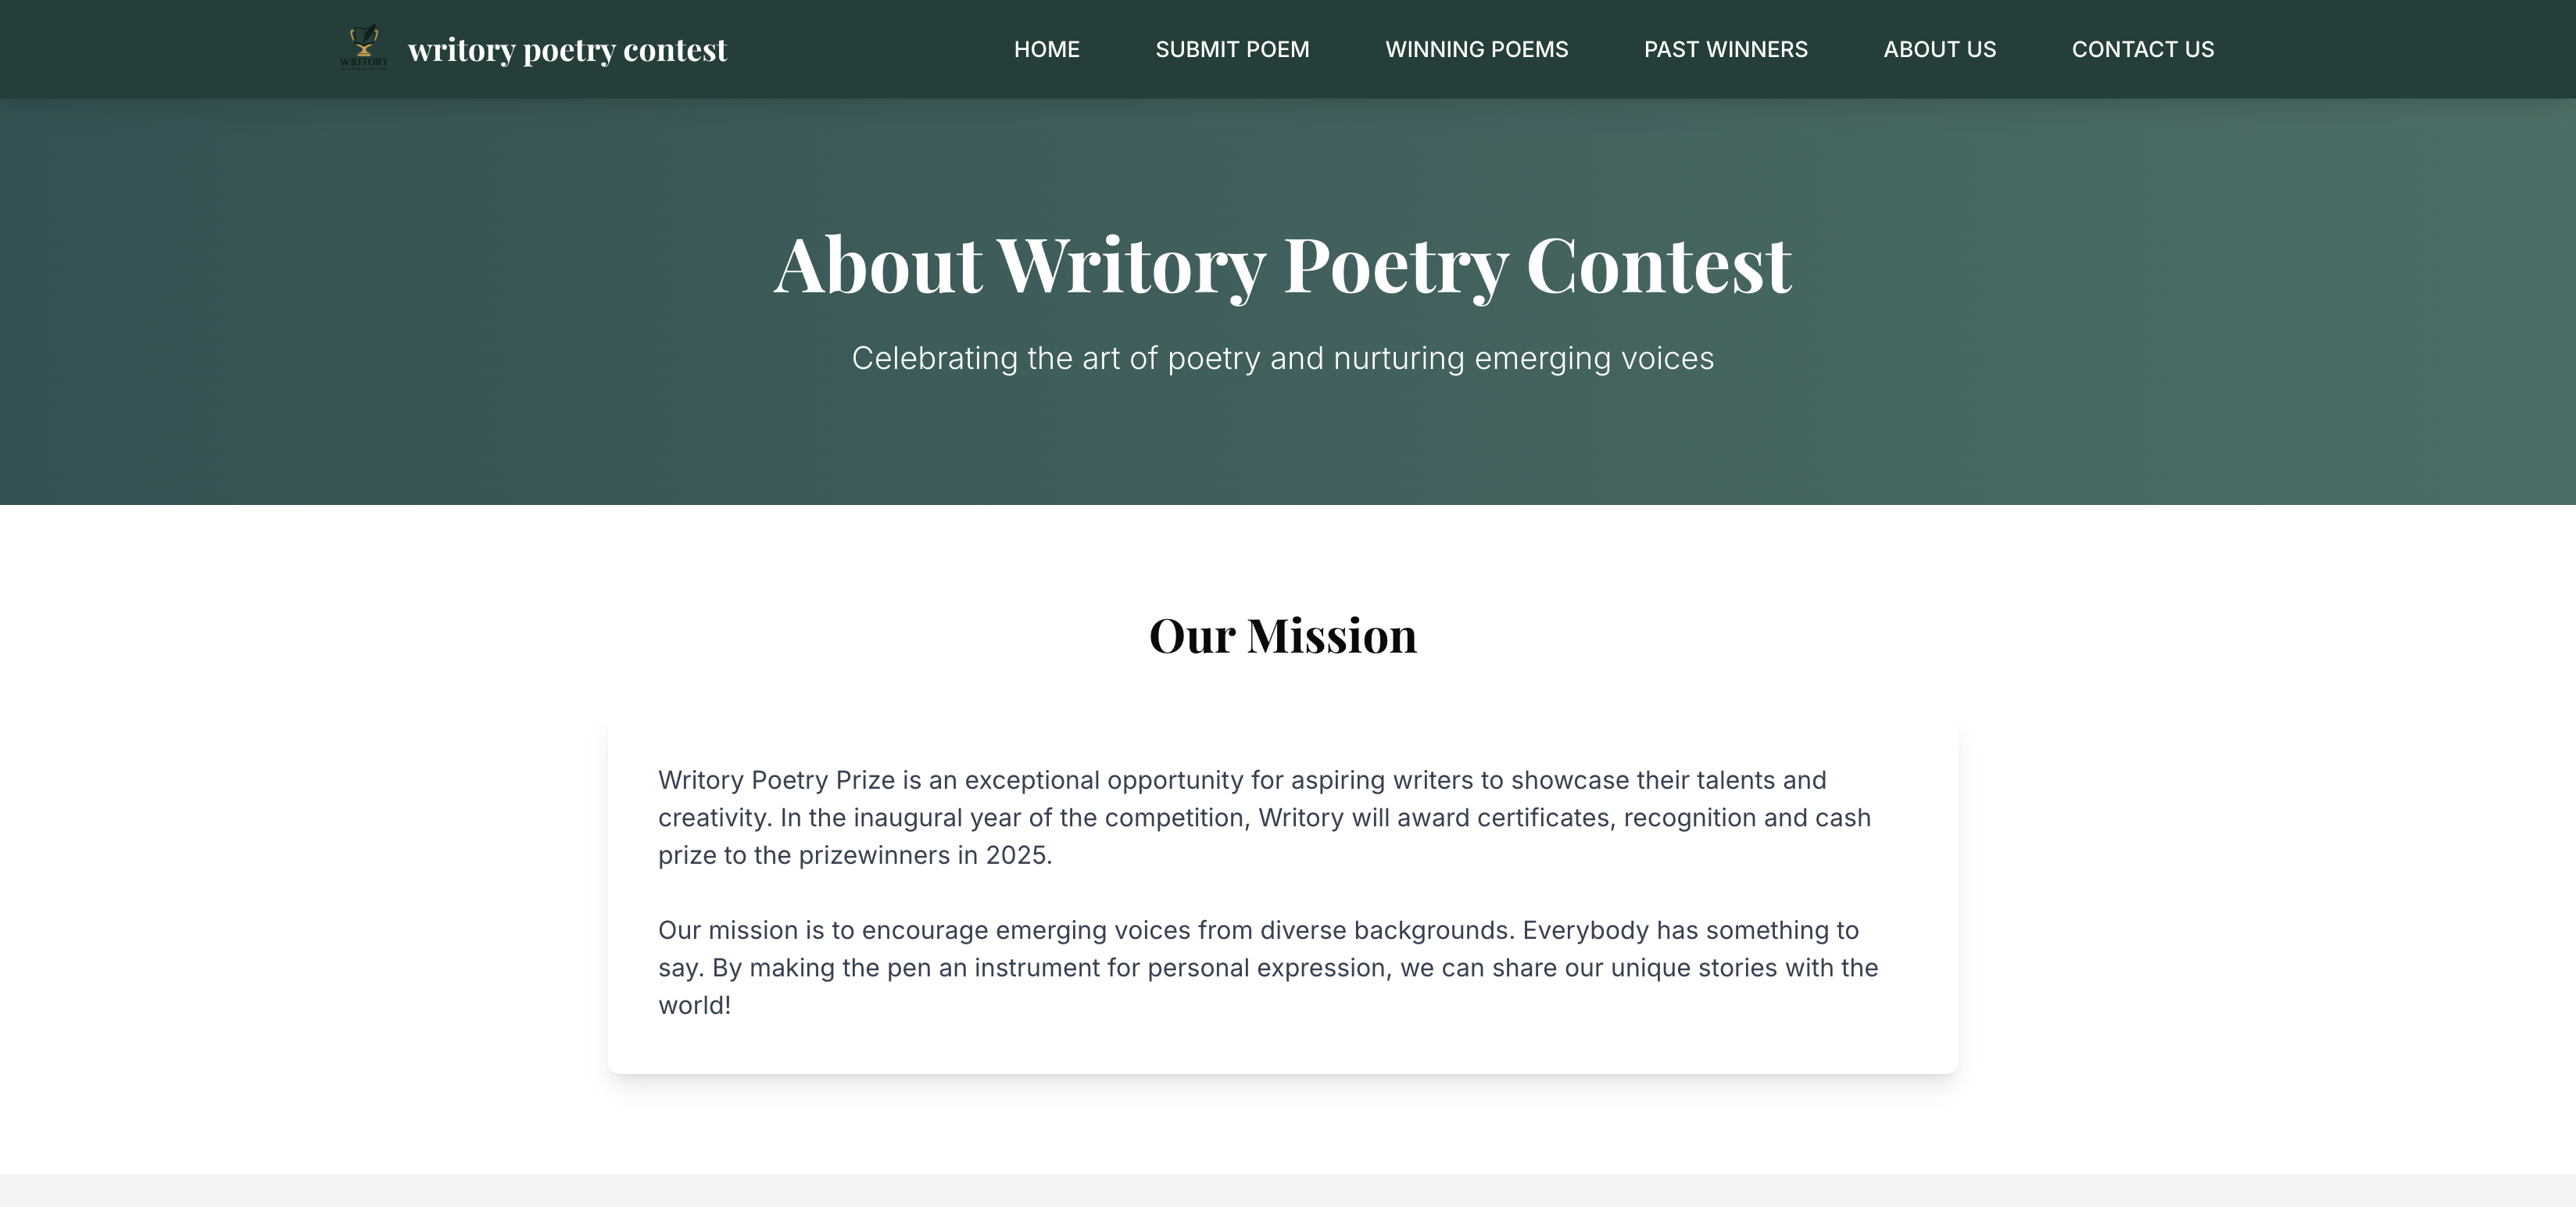 WRITORY
writory poetry contest
HOME
SUBMIT POEM
WINNING POEMS
PAST WINNERS
ABOUT US
CONTACT US
About Writory Poetry Contest
Celebrating the art of poetry and nurturing emerging voices
Our Mission
Writory Poetry Prize is an exceptional opportunity for aspiring writers to showcase their talents and
creativity. In the inaugural year of the competition, Writory will award certificates, recognition and cash
prize to the prizewinners in 2025.
Our mission is to encourage emerging voices from diverse backgrounds. Everybody has something to
say. By making the pen an instrument for personal expression, we can share our unique stories with the
world!